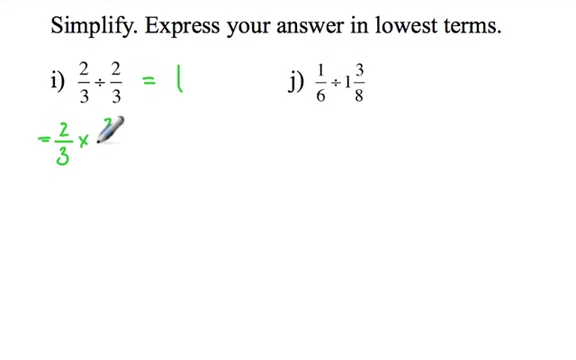 Simplify. Express your answer in lowest terms.
i) 2/3 ÷ 2/3 = 1
j) 1/6 ÷ 1 3/8
= 2/3 ×